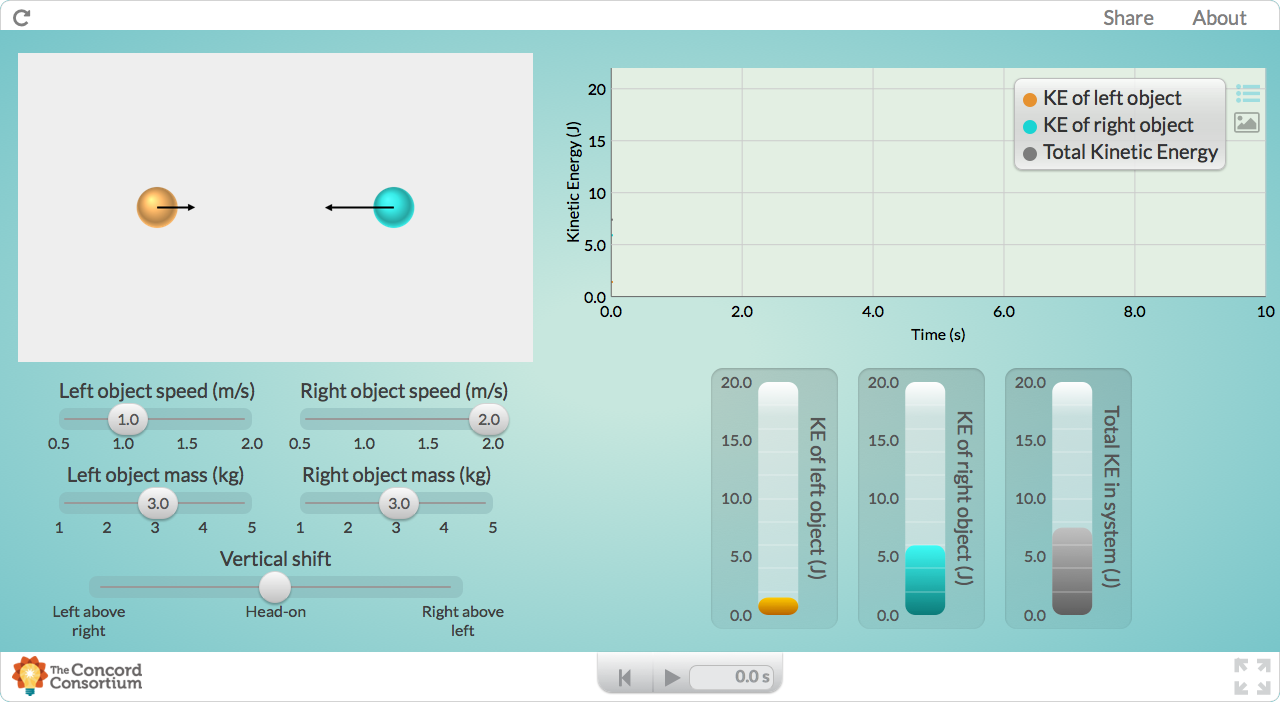 Share About
20
15
10
5.0
0.0
Kinetic Energy (J)
KE of left object
KE of right object
Total Kinetic Energy
0.0 2.0 4.0 6.0 8.0 10
Time (s)
Left object speed (m/s)
1.0
0.5 1.0 1.5 2.0
Right object speed (m/s)
2.0
0.5 1.0 1.5 2.0
Left object mass (kg)
3.0
1 2 3 4 5
Right object mass (kg)
3.0
1 2 3 4 5
Vertical shift
Left above
right
Head-on
Right above
left
20.0
15.0
10.0
5.0
0.0
KE of left object (J)
20.0
15.0
10.0
5.0
0.0
KE of right object (J)
20.0
15.0
10.0
5.0
0.0
Total KE in system (J)
The Concord
Consortium
0.0 s